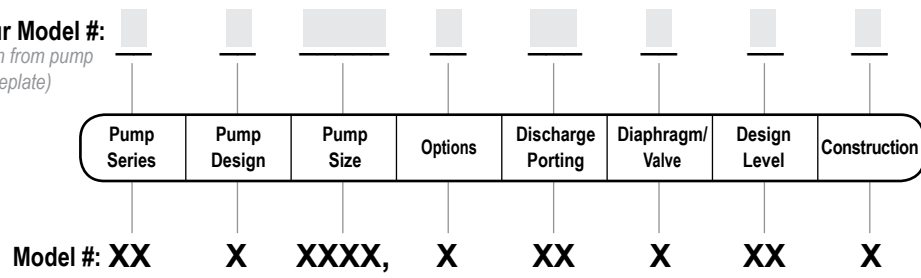 ur Model #:
n from pump
eplate)
Pump Series
Pump Design
Pump Size
Options
Discharge Porting
Diaphragm/ Valve
Design Level
Construction
Model #: XX X XXXX, X XX X XX X